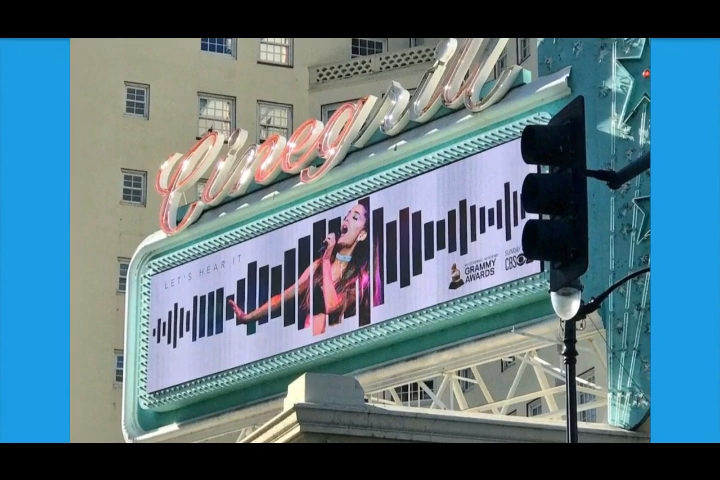 Cinegrill
LET'S HEAR IT
GRAMMY
AWARDS
SUNDAY
CBS